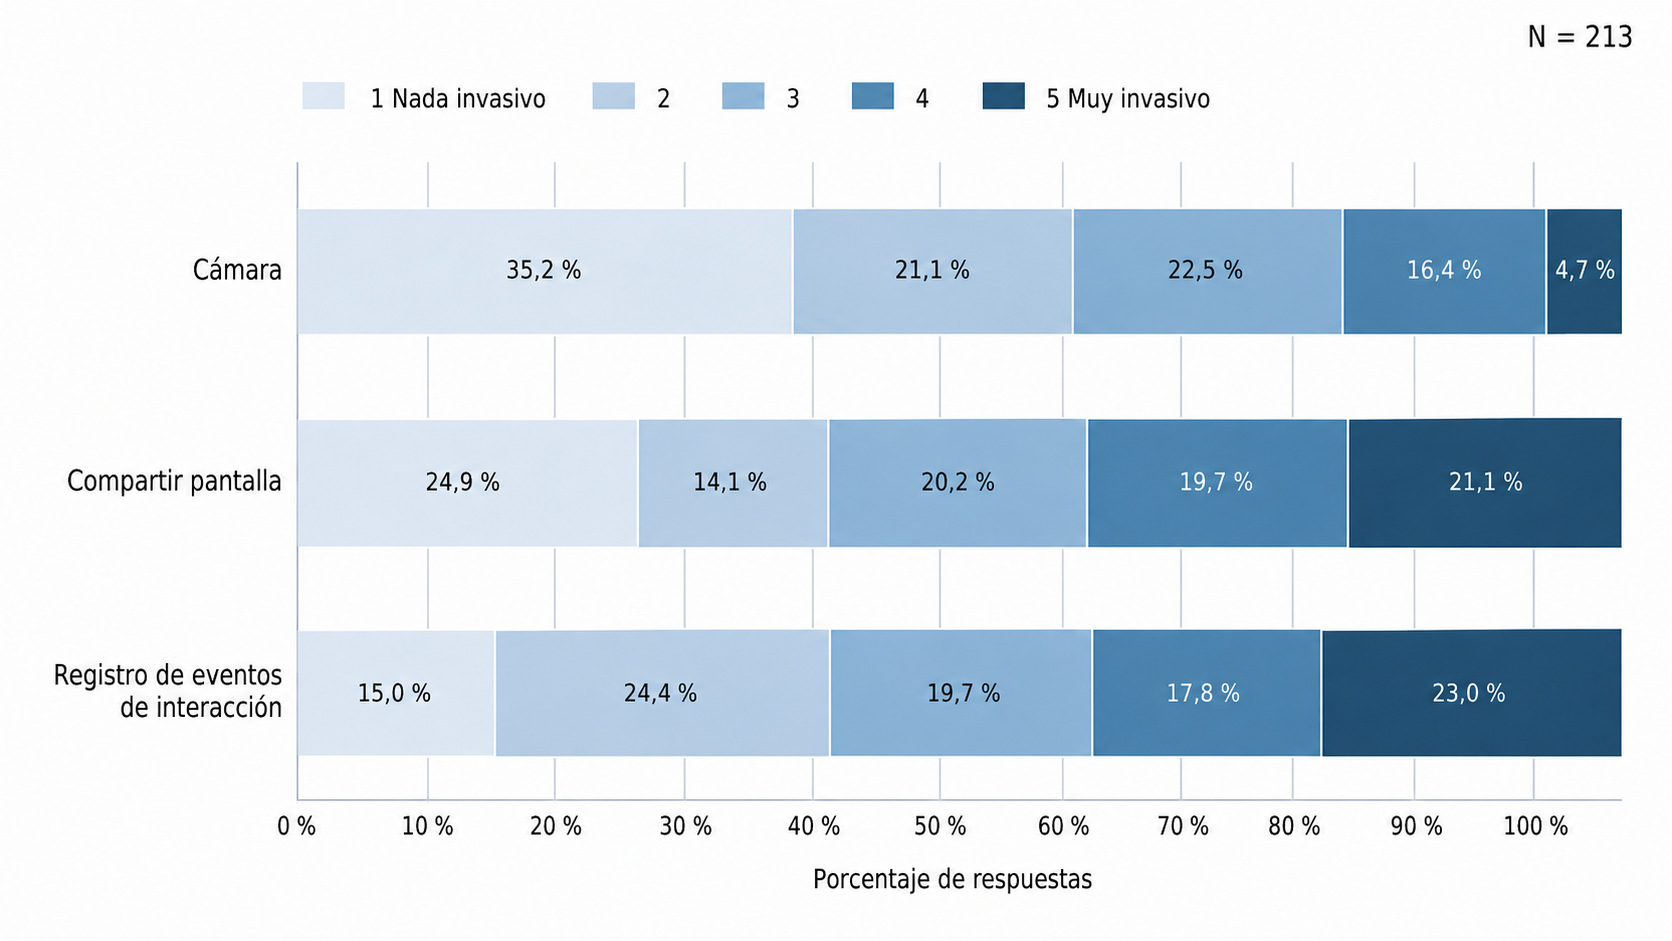 N = 213
1 Nada invasivo 2 3 4 5 Muy invasivo
Cámara 35,2 % 21,1 % 22,5 % 16,4 % 4,7 %
Compartir pantalla 24,9 % 14,1 % 20,2 % 19,7 % 21,1 %
Registro de eventos
de interacción 15,0 % 24,4 % 19,7 % 17,8 % 23,0 %
0 % 10 % 20 % 30 % 40 % 50 % 60 % 70 % 80 % 90 % 100 %
Porcentaje de respuestas